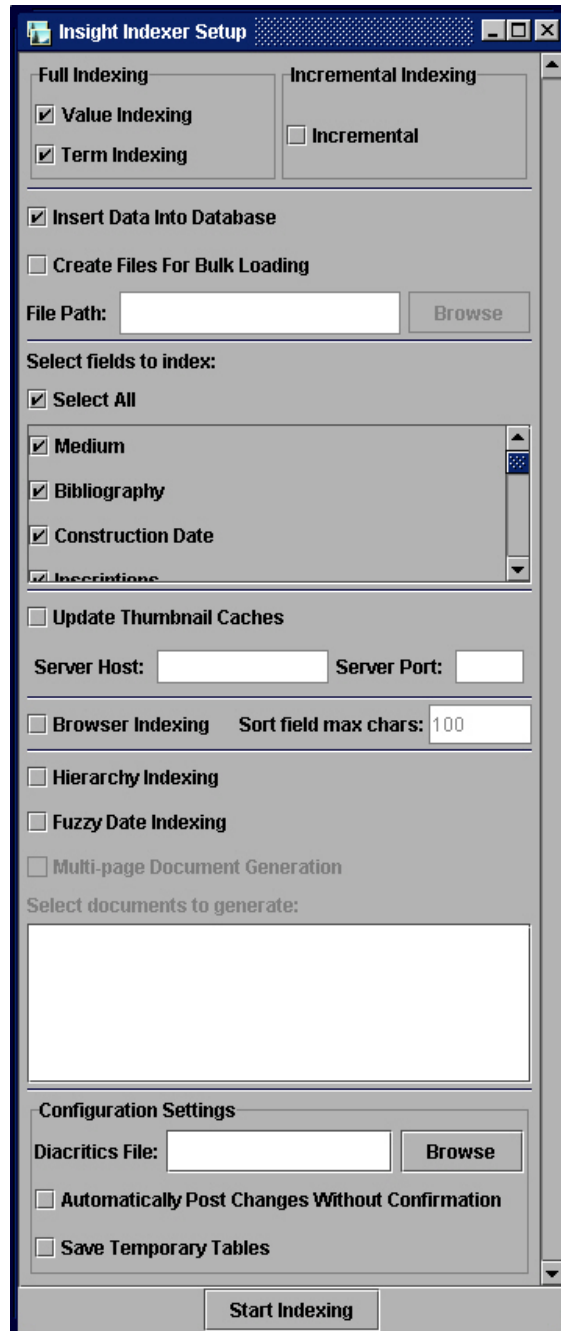 Insight Indexer Setup
Full Indexing
Incremental Indexing
Value Indexing
Term Indexing
Incremental
Insert Data Into Database
Create Files For Bulk Loading
File Path:
Browse
Select fields to index:
Select All
Medium
Bibliography
Construction Date
Inscriptions
Update Thumbnail Caches
Server Host:
Server Port:
Browser Indexing
Sort field max chars: 100
Hierarchy Indexing
Fuzzy Date Indexing
Multi-page Document Generation
Select documents to generate:
Configuration Settings
Diacritics File:
Browse
Automatically Post Changes Without Confirmation
Save Temporary Tables
Start Indexing